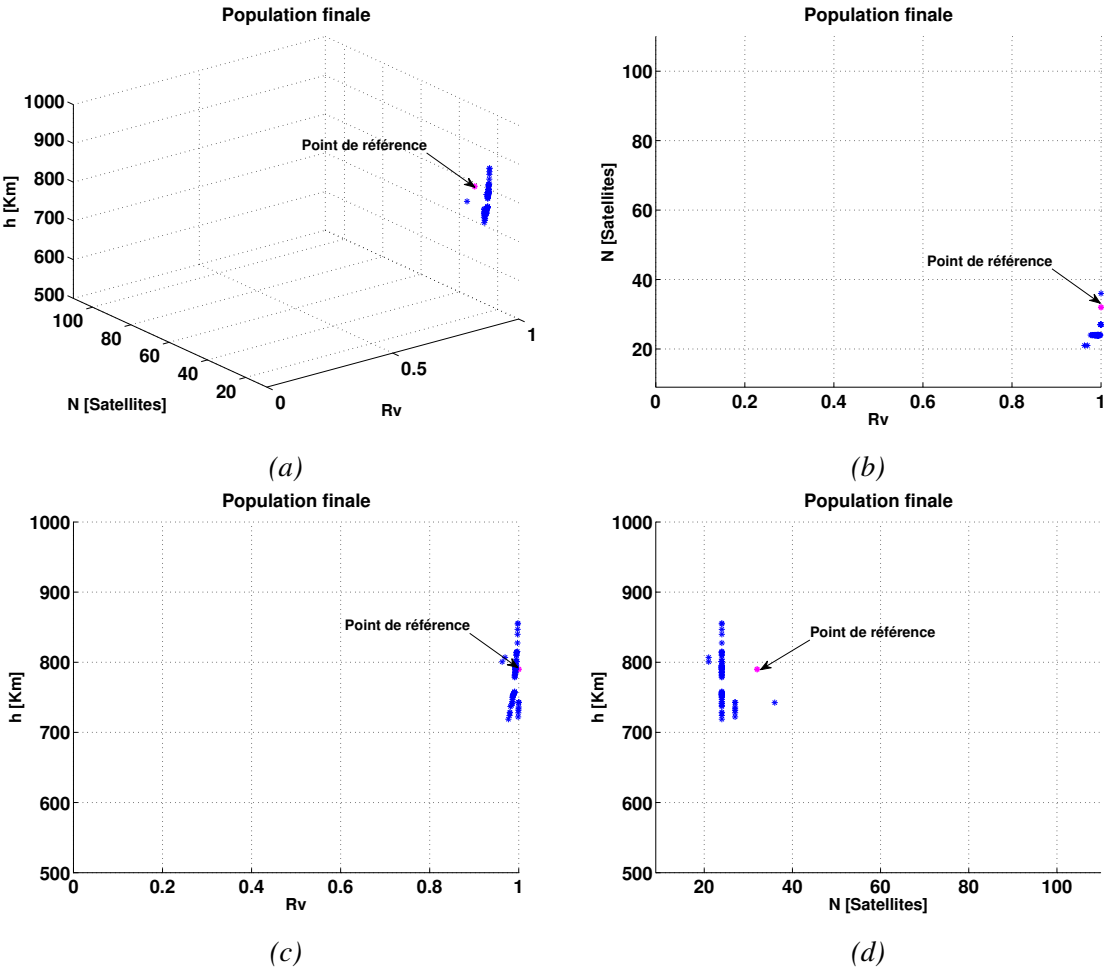 Population finale
1000
900
800
700
600
500
h [Km]
Point de référence
100
80
60
40
20
N [Satellites]
0
0.5
1
Rv
(a)
Population finale
100
80
60
40
20
N [Satellites]
Point de référence
0
0.2
0.4
0.6
0.8
1
Rv
(b)
Population finale
1000
900
800
700
600
500
h [Km]
Point de référence
0
0.2
0.4
0.6
0.8
1
Rv
(c)
Population finale
1000
900
800
700
600
500
h [Km]
Point de référence
20
40
60
80
100
N [Satellites]
(d)